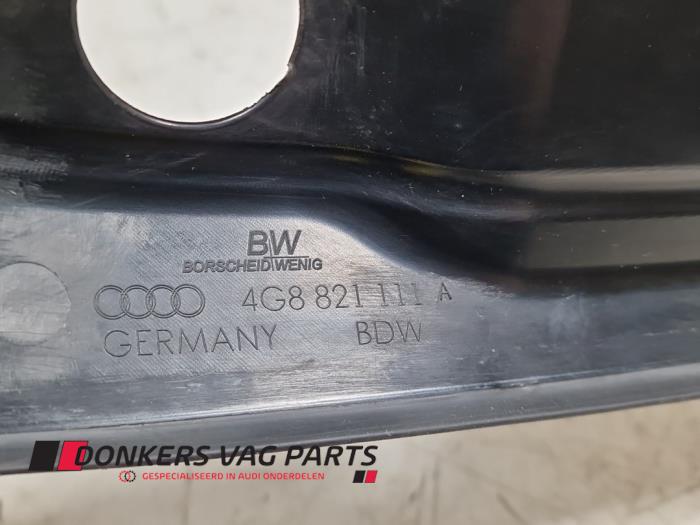 BW
BORSCHEID|WENIG
4G8 821 111 A
GERMANY BDW
DONKERS VAG PARTS
GESPECIALISEERD IN AUDI ONDERDELEN